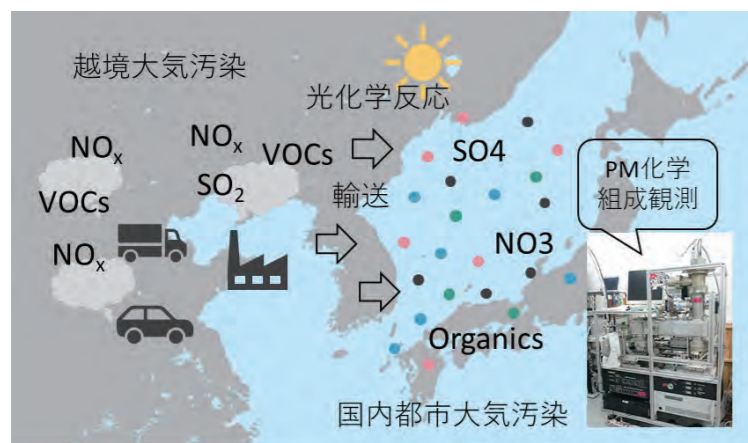 越境大気汚染
光化学反応
NOx
NOx
VOCs
VOCs
SO2
SO4
輸送
PM化学
組成観測
NOx
NO3
Organics
国内都市大気汚染